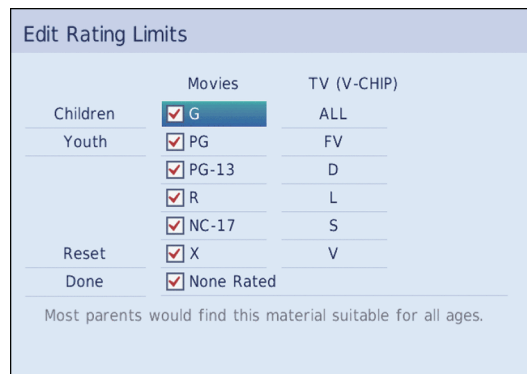 Edit Rating Limits
Movies TV (V-CHIP)
Children G ALL
Youth PG FV
PG-13 D
R L
NC-17 S
Reset X V
Done None Rated
Most parents would find this material suitable for all ages.